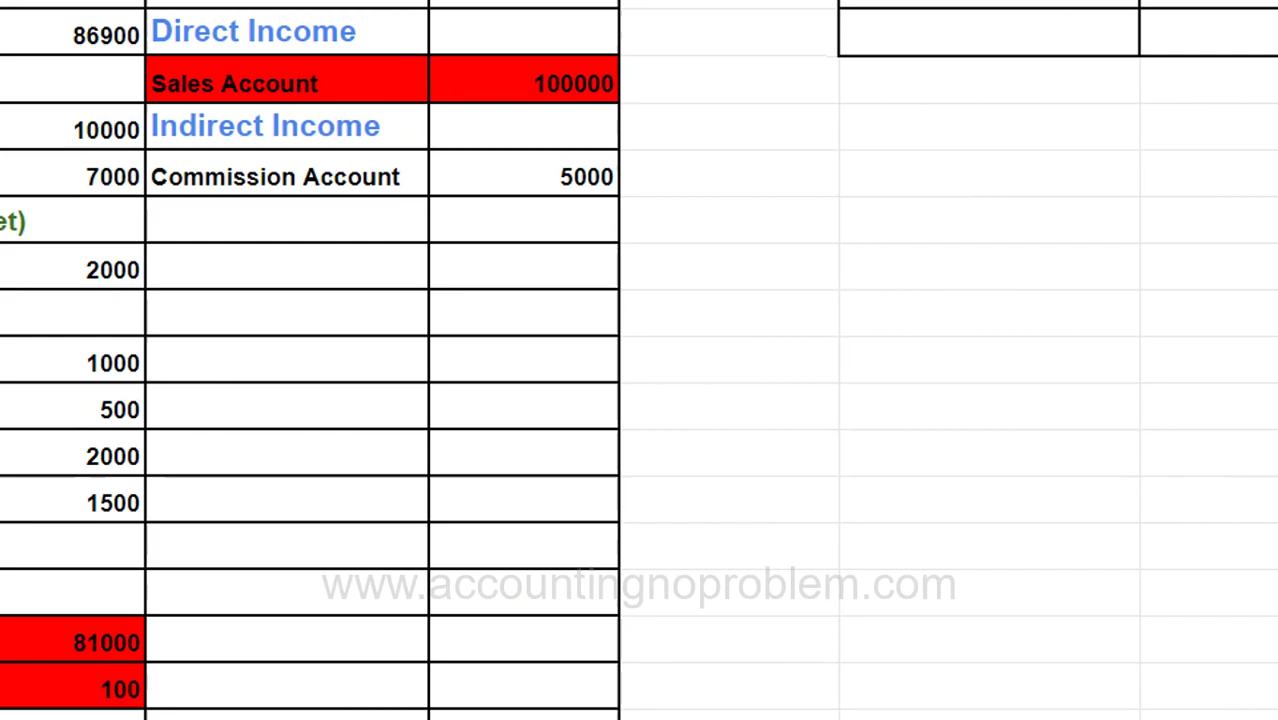 86900 Direct Income
Sales Account 100000
10000 Indirect Income
7000 Commission Account 5000
et)
2000
1000
500
2000
1500
www.accountingnoproblem.com
81000
100